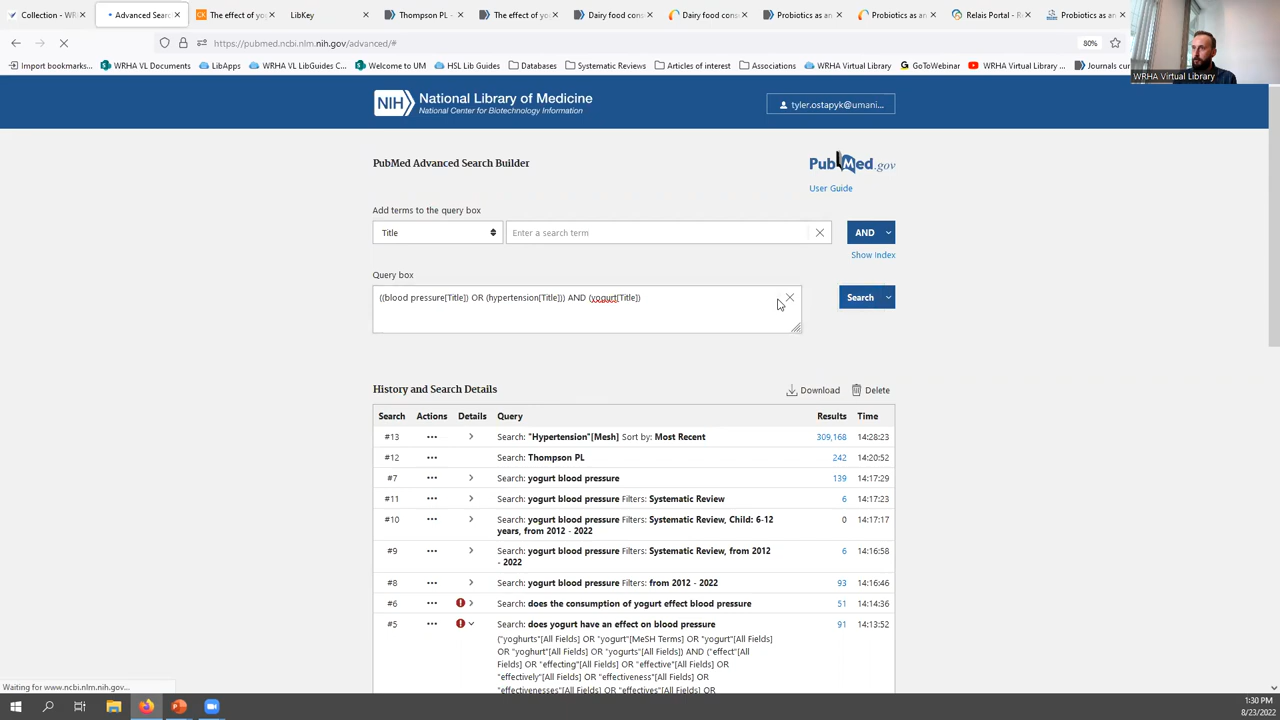 Collection - W
Advanced Searc
The effect of yo
LibKey
Thompson PL -
The effect of yo
Dairy food cons
Dairy food cons
Probiotics as an
Probiotics as an
Relais Portal - R
Probiotics as an
https://pubmed.ncbi.nlm.nih.gov/advanced/#
80%
Import bookmarks...
WRHA VL Documents
LibApps
WRHA VL LibGuides C...
Welcome to UM
HSL Lib Guides
Databases
Systematic Reviews
Articles of interest
Associations
WRHA Virtual Library
GoToWebinar
WRHA Virtual Library ...
Journals cur
WRHA Virtual Library
NIH National Library of Medicine
National Center for Biotechnology Information
tyler.ostapyk@umani...
PubMed Advanced Search Builder
PubMed.gov
User Guide
Add terms to the query box
Title
Enter a search term
AND
Show Index
Query box
((blood pressure[Title]) OR (hypertension[Title])) AND (yogurt[Title])
Search
History and Search Details
Download
Delete
Search Actions Details Query Results Time
#13 ••• Search: "Hypertension"[Mesh] Sort by: Most Recent 309,168 14:28:23
#12 ••• Search: Thompson PL 242 14:20:52
#7 ••• Search: yogurt blood pressure 139 14:17:29
#11 ••• Search: yogurt blood pressure Filters: Systematic Review 6 14:17:23
#10 ••• Search: yogurt blood pressure Filters: Systematic Review, Child: 6-12 0 14:17:17
years, from 2012 - 2022
#9 ••• Search: yogurt blood pressure Filters: Systematic Review, from 2012 6 14:16:58
- 2022
#8 ••• Search: yogurt blood pressure Filters: from 2012 - 2022 93 14:16:46
#6 ••• Search: does the consumption of yogurt effect blood pressure 51 14:14:36
#5 ••• Search: does yogurt have an effect on blood pressure 91 14:13:52
("yoghurts"[All Fields] OR "yogurt"[MeSH Terms] OR "yogurt"[All Fields]
OR "yoghurt"[All Fields] OR "yogurts"[All Fields]) AND ("effect"[All
Fields] OR "effecting"[All Fields] OR "effective"[All Fields] OR
"effectively"[All Fields] OR "effectiveness"[All Fields] OR
"effectivenesses"[All Fields] OR "effectives"[All Fields] OR
Waiting for www.ncbi.nlm.nih.gov...
1:30 PM
8/23/2022